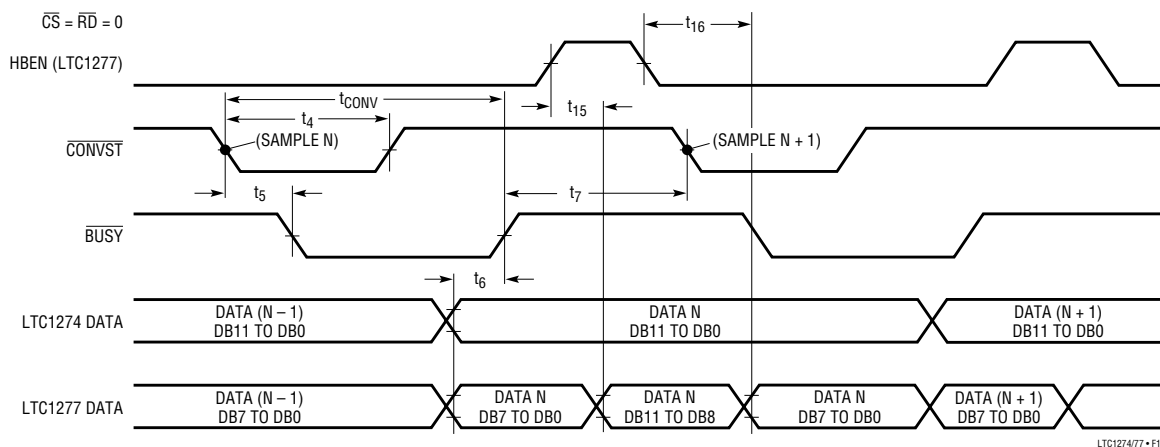 CS = RD = 0
t16
HBEN (LTC1277)
tCONV
t15
t4
CONVST
(SAMPLE N)
(SAMPLE N + 1)
t5
t7
BUSY
t6
LTC1274 DATA
DATA (N – 1)
DB11 TO DB0
DATA N
DB11 TO DB0
DATA (N + 1)
DB11 TO DB0
LTC1277 DATA
DATA (N – 1)
DB7 TO DB0
DATA N
DB7 TO DB0
DATA N
DB11 TO DB8
DATA N
DB7 TO DB0
DATA (N + 1)
DB7 TO DB0